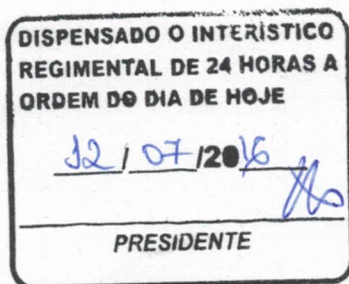 DISPENSADO O INTERÍSTICO
REGIMENTAL DE 24 HORAS A
ORDEM DO DIA DE HOJE
12 / 07 /2016
PRESIDENTE